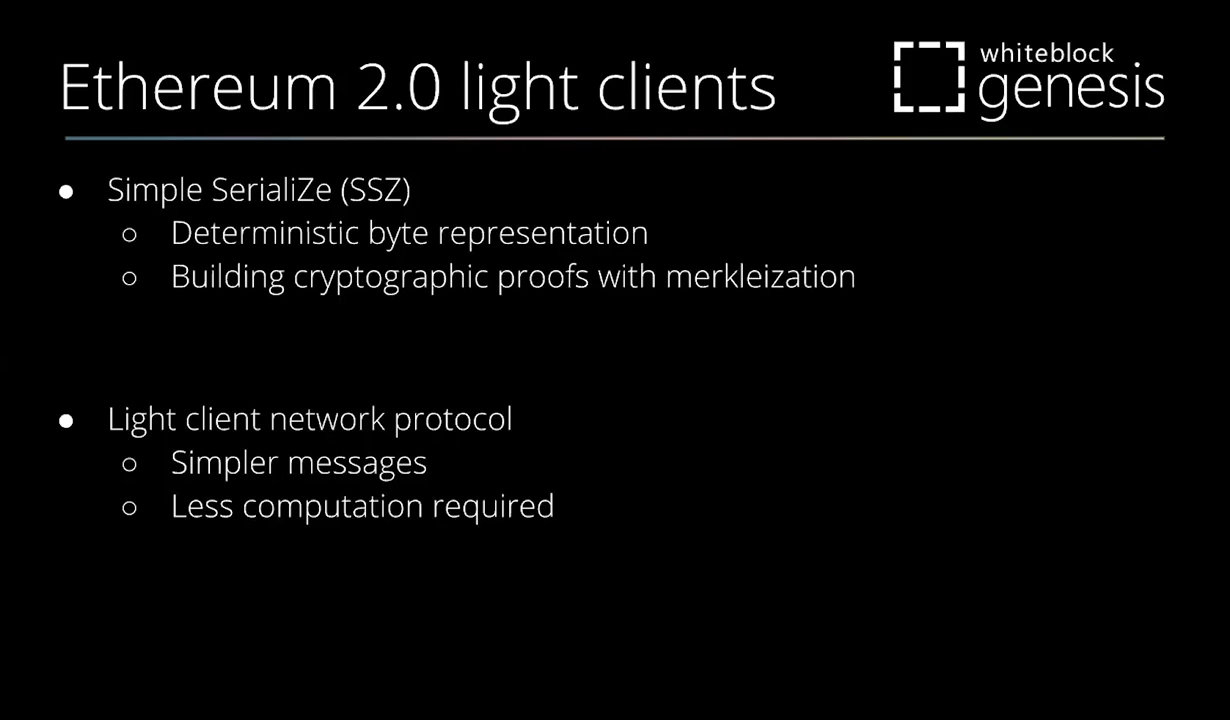 Ethereum 2.0 light clients
whiteblock
genesis
● Simple SerialiZe (SSZ)
○ Deterministic byte representation
○ Building cryptographic proofs with merkleization
● Light client network protocol
○ Simpler messages
○ Less computation required